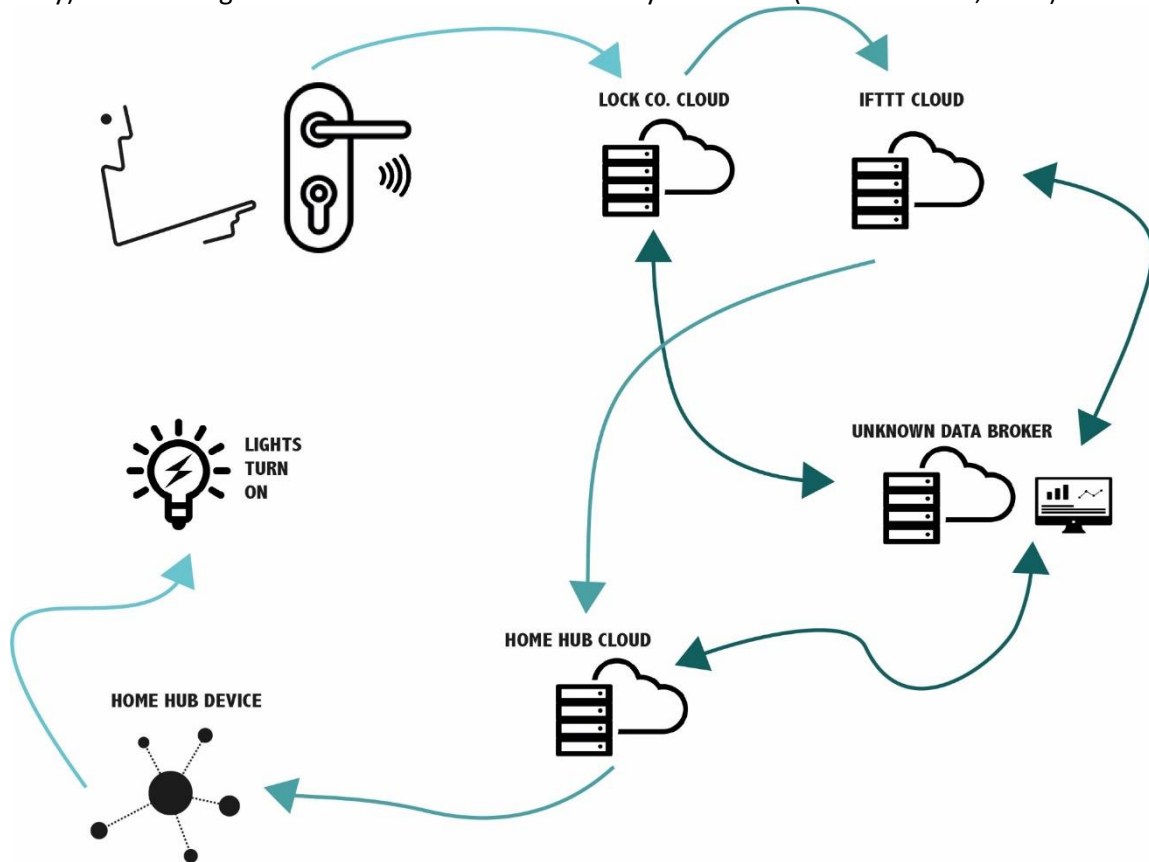 LOCK CO. CLOUD
IFTTT CLOUD
UNKNOWN DATA BROKER
LIGHTS
TURN
ON
HOME HUB CLOUD
HOME HUB DEVICE